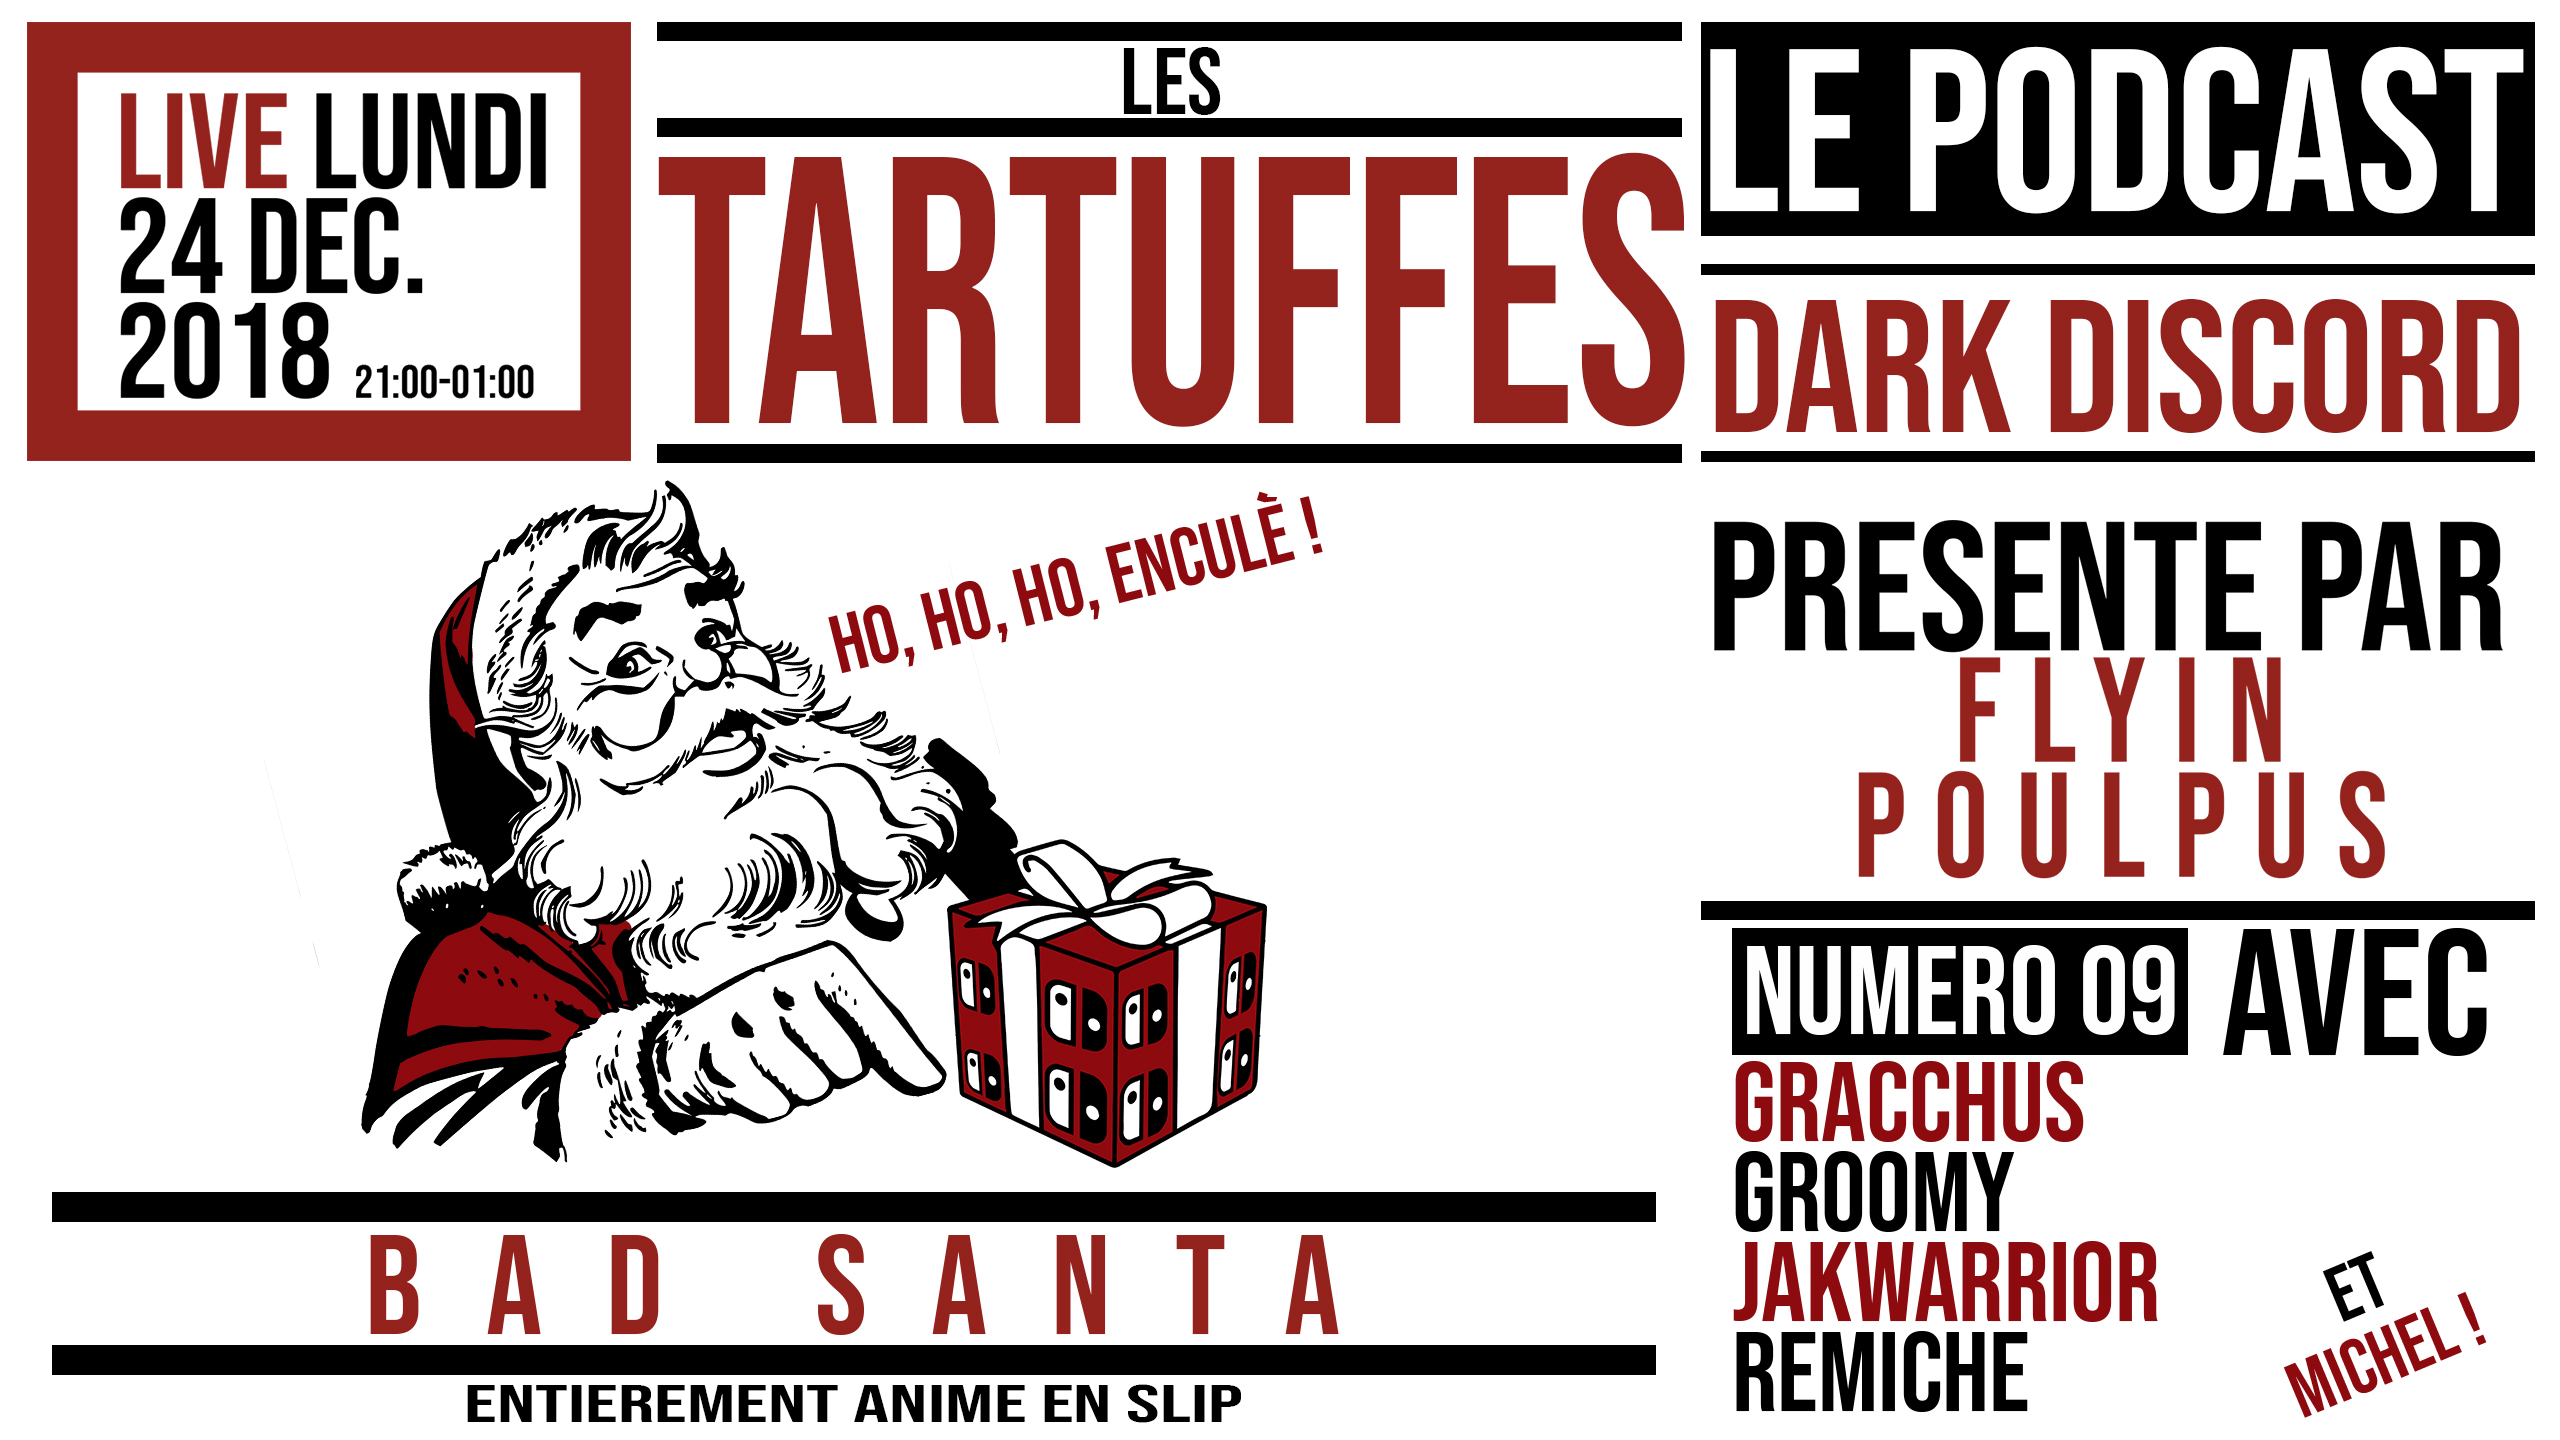 LIVE LUNDI
24 DEC.
2018 21:00-01:00
LES
TARTUFFES
LE PODCAST
DARK DISCORD
HO, HO, HO, ENCULÈ !
PRESENTE PAR
FLYIN
POULPUS
NUMERO 09 AVEC
GRACCHUS
GROOMY
JAKWARRIOR
REMICHE
ET
MICHEL !
BAD SANTA
ENTIEREMENT ANIME EN SLIP